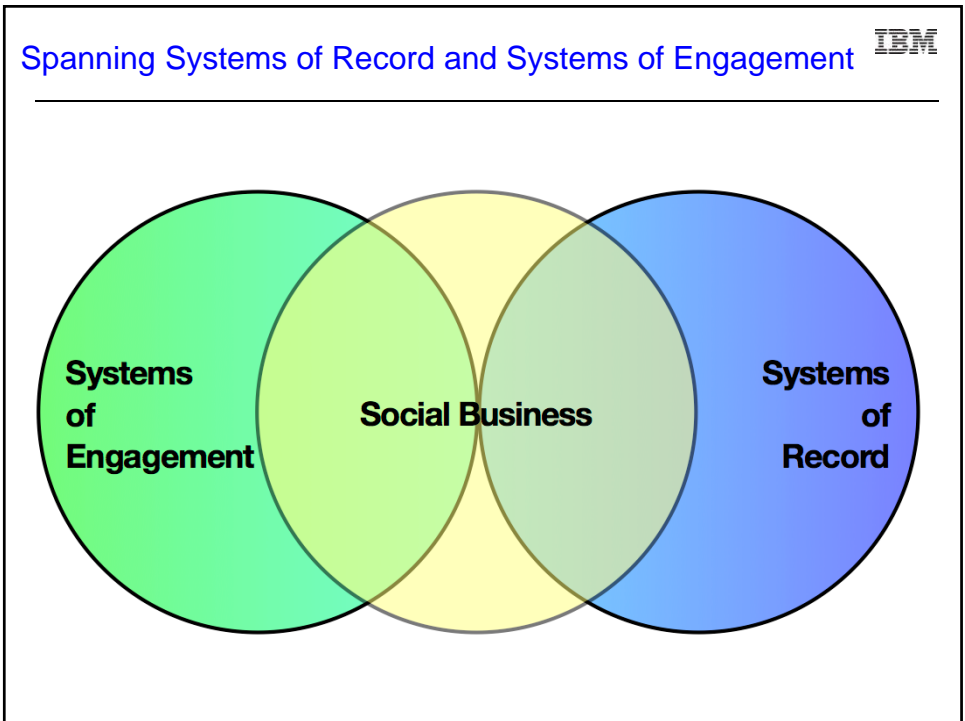 Spanning Systems of Record and Systems of Engagement
IBM
Systems
of
Engagement
Social Business
Systems
of
Record